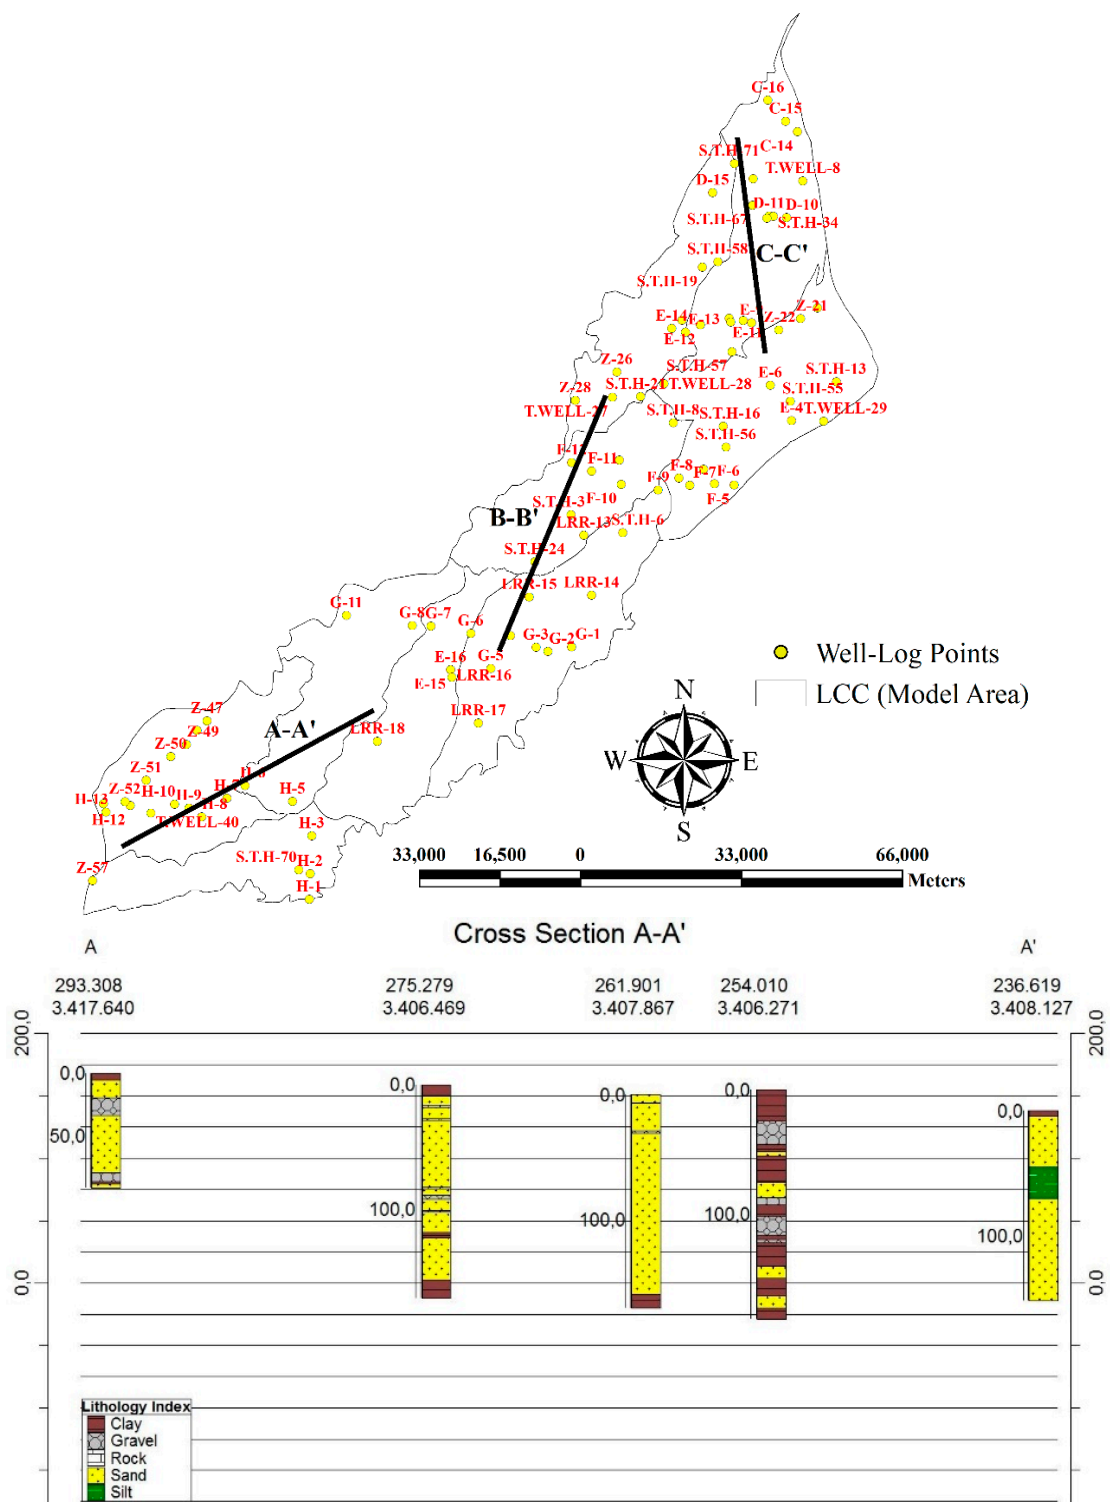 C-16
C-15
C-14
S.T.H-71
T.WELL-8
D-15
D-11
D-10
S.T.H-67
S.T.H-34
S.T.H-58
C-C'
S.T.H-19
Z-21
E-14
E-13
Z-22
E-12
S.T.H-57
Z-26
E-6
S.T.H-13
Z-28
S.T.H-21
T.WELL-28
S.T.H-55
T.WELL-27
S.T.H-8
S.T.H-16
E-4
T.WELL-29
S.T.H-56
F-11
F-8
F-7
F-6
F-9
F-10
F-5
S.T.H-3
B-B'
LRR-13
S.T.H-6
S.T.H-24
LRR-15
LRR-14
G-11
G-8
G-7
G-6
G-3
G-2
G-1
E-16
G-5
LRR-16
E-15
Well-Log Points
LCC (Model Area)
Z-47
Z-49
A-A'
LRR-17
LRR-18
Z-50
Z-51
Z-52
H-10
H-9
H-8
H-5
H-13
H-12
T.WELL-40
H-3
S.T.H-70
H-2
Z-57
H-1
N
W
E
S
33,000 16,500 0 33,000 66,000
Meters
Cross Section A-A'
A
A'
293.308
3.417.640
275.279
3.406.469
261.901
3.407.867
254.010
3.406.271
236.619
3.408.127
200,0
200,0
0,0
50,0
0,0
100,0
0,0
100,0
0,0
100,0
0,0
100,0
0,0
0,0
Lithology Index
Clay
Gravel
Rock
Sand
Silt